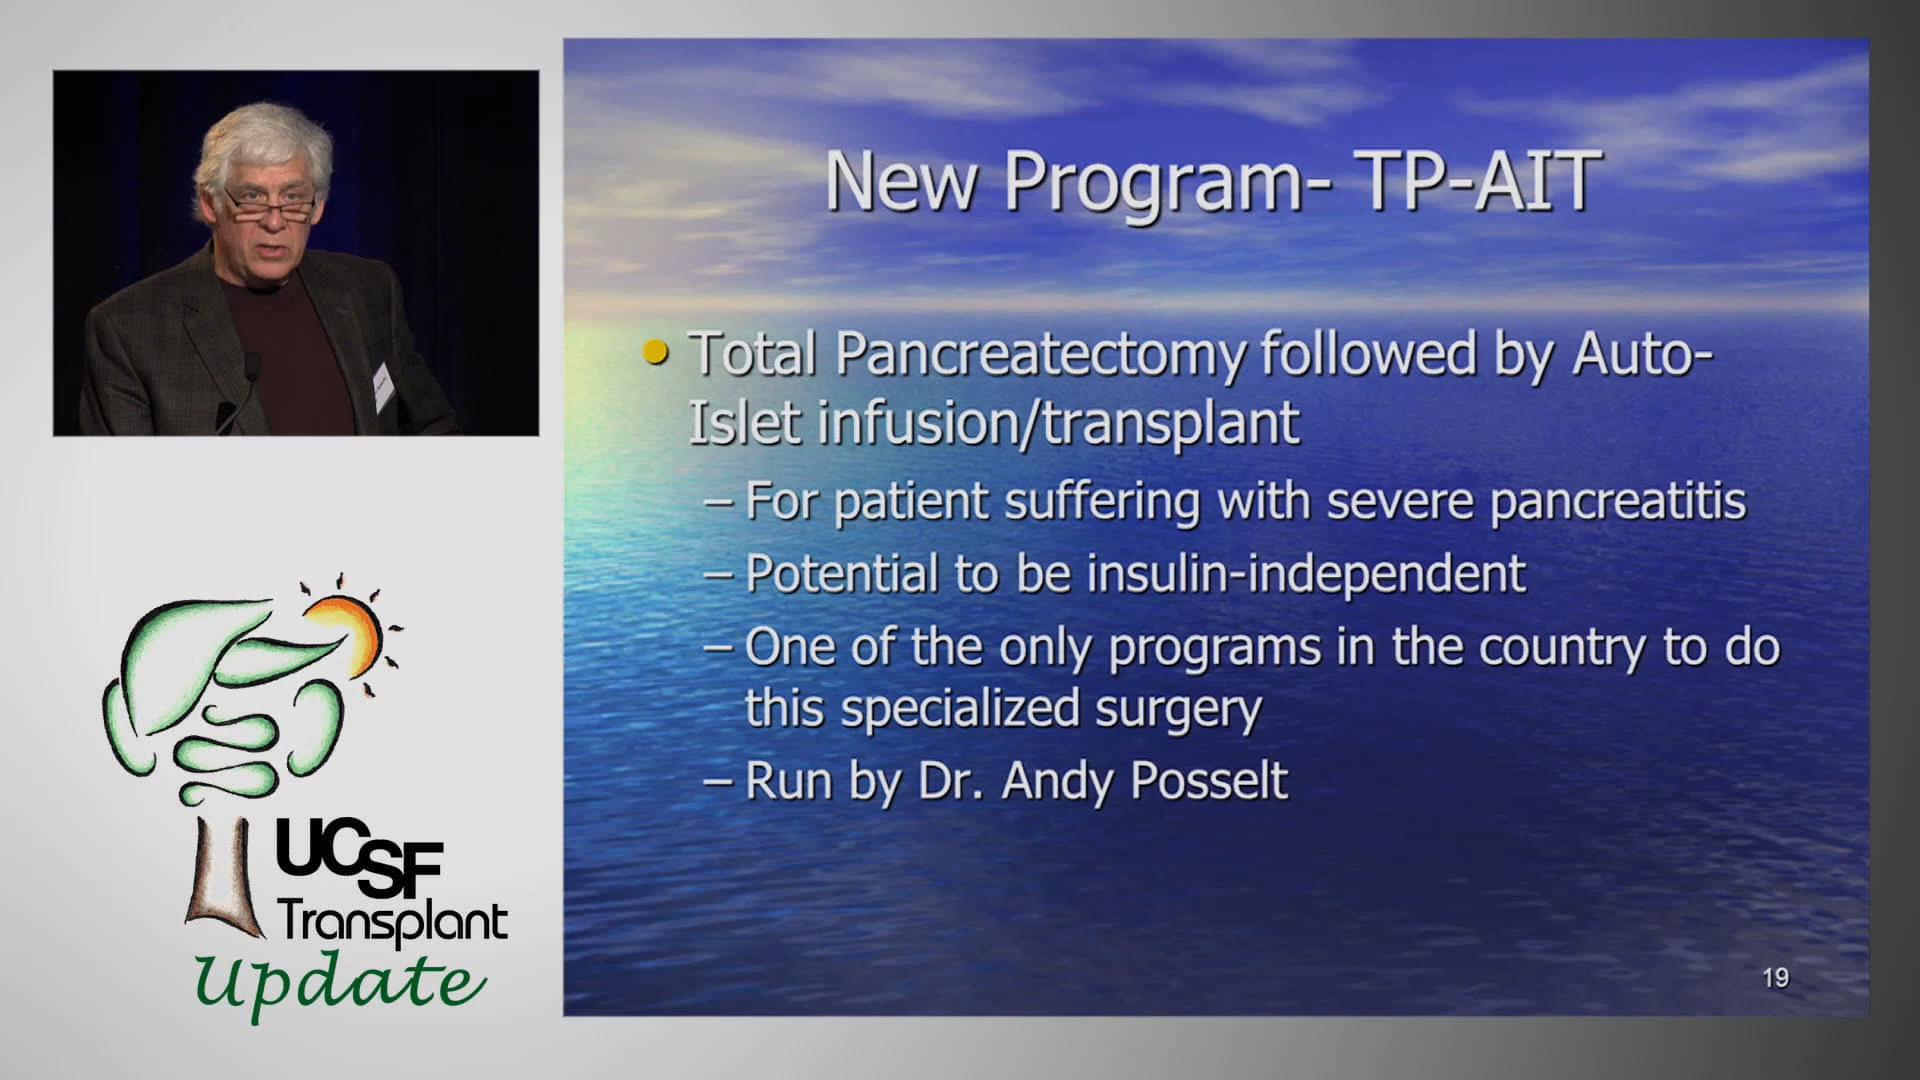 New Program- TP-AIT
• Total Pancreatectomy followed by Auto-
Islet infusion/transplant
– For patient suffering with severe pancreatitis
– Potential to be insulin-independent
– One of the only programs in the country to do
this specialized surgery
– Run by Dr. Andy Posselt
19
UCSF
Transplant
Update